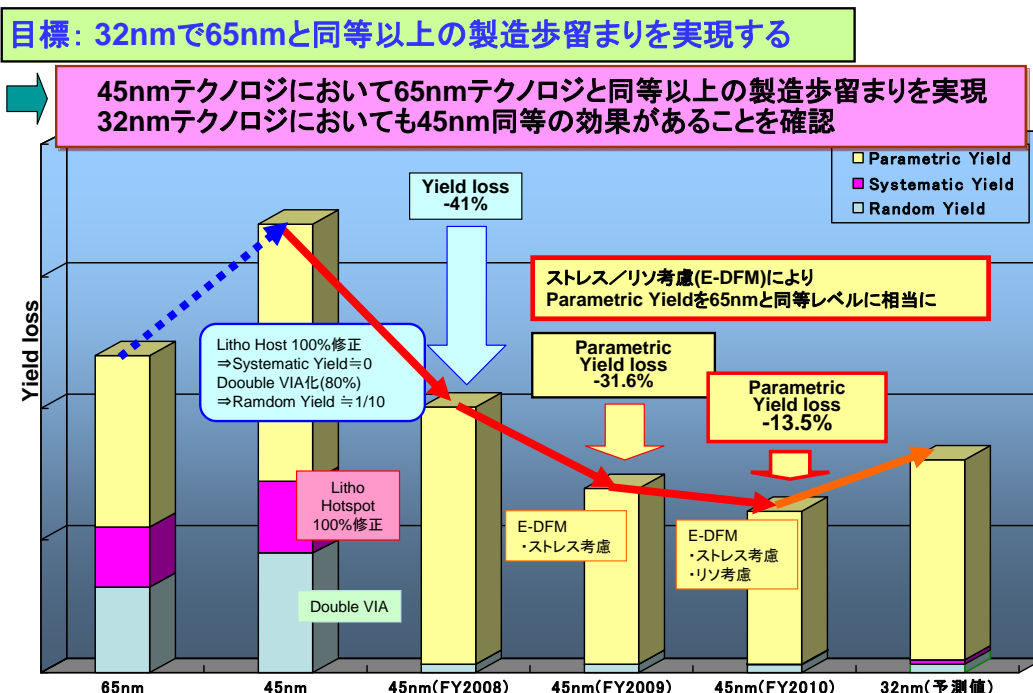 目標: 32nmで65nmと同等以上の製造歩留まりを実現する
45nmテクノロジにおいて65nmテクノロジと同等以上の製造歩留まりを実現
32nmテクノロジにおいても45nm同等の効果があることを確認
Parametric Yield
Systematic Yield
Random Yield
Yield loss
-41%
ストレス／リソ考慮(E-DFM)により
Parametric Yieldを65nmと同等レベルに相当に
Yield loss
Litho Host 100%修正
⇒Systematic Yield≒0
Doouble VIA化(80%)
⇒Ramdom Yield ≒1/10
Parametric
Yield loss
-31.6%
Parametric
Yield loss
-13.5%
Litho
Hotspot
100%修正
E-DFM
・ストレス考慮
E-DFM
・ストレス考慮
・リソ考慮
Double VIA
65nm
45nm
45nm(FY2008)
45nm(FY2009)
45nm(FY2010)
32nm(予測値)